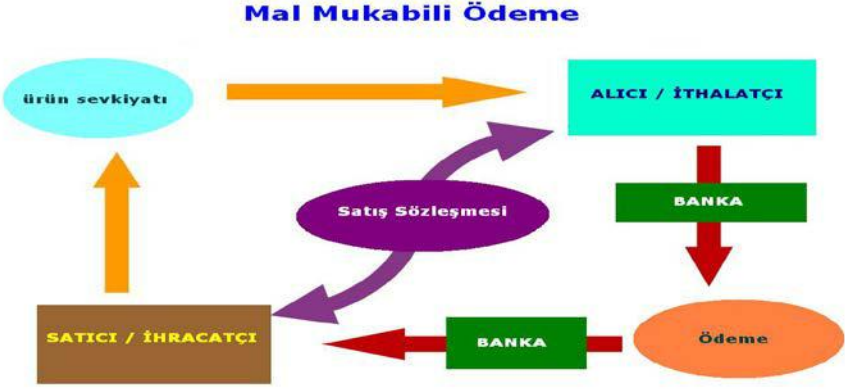 Mal Mukabili Ödeme
ürün sevkiyatı
ALICI / İTHALATÇI
Satış Sözleşmesi
BANKA
SATICI / İHRACATÇI
BANKA
Ödeme